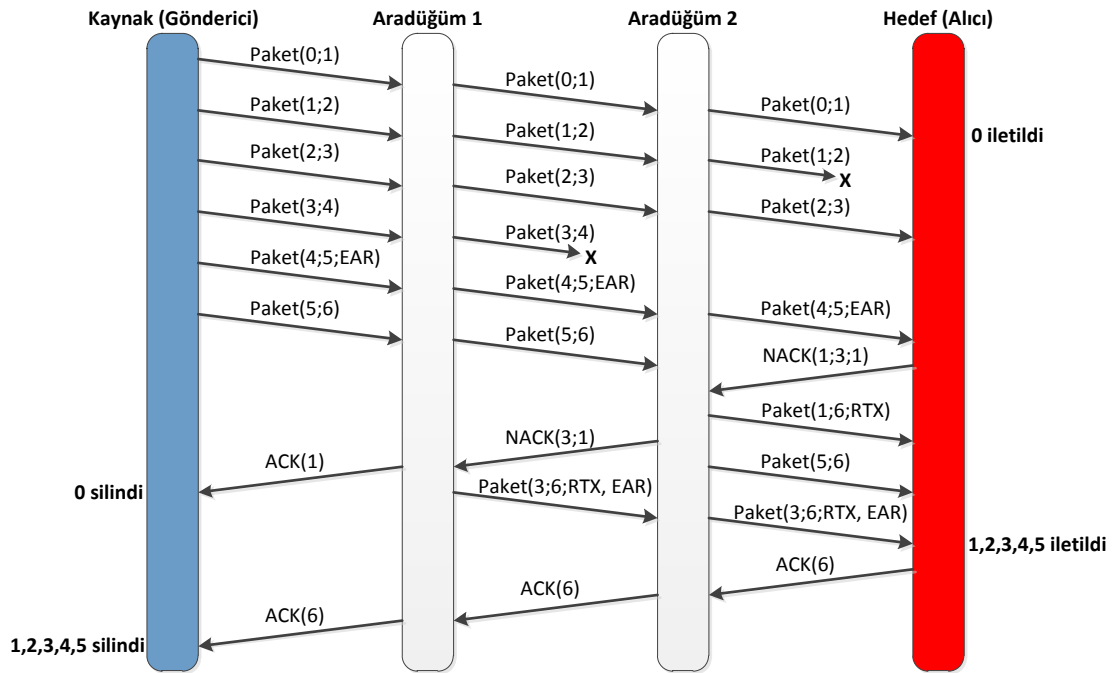 Kaynak (Gönderici) Aradüğüm 1 Aradüğüm 2 Hedef (Alıcı)
Paket(0;1)
Paket(0;1)
Paket(0;1)
0 iletildi
Paket(1;2)
Paket(1;2)
Paket(1;2)
X
Paket(2;3)
Paket(2;3)
Paket(2;3)
Paket(3;4)
Paket(3;4)
X
Paket(4;5;EAR)
Paket(4;5;EAR)
Paket(4;5;EAR)
Paket(5;6)
Paket(5;6)
NACK(1;3;1)
Paket(1;6;RTX)
NACK(3;1)
ACK(1)
Paket(5;6)
0 silindi
Paket(3;6;RTX, EAR)
Paket(3;6;RTX, EAR)
1,2,3,4,5 iletildi
ACK(6)
ACK(6)
ACK(6)
1,2,3,4,5 silindi